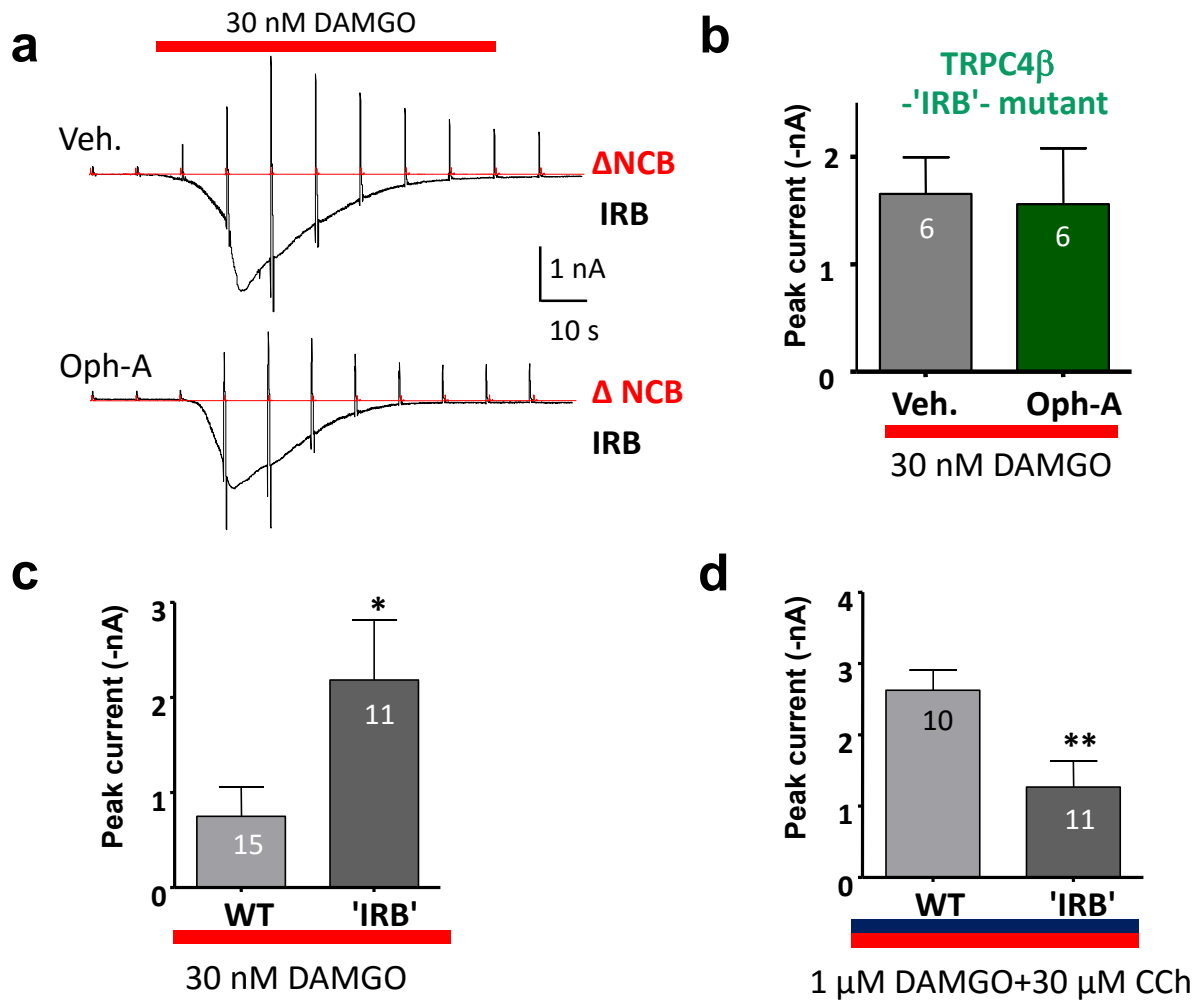 a
30 nM DAMGO
Veh.
ΔNCB
IRB
1 nA
10 s
Oph-A
Δ NCB
IRB
b
TRPC4β
-'IRB'- mutant
Peak current (-nA)
2
1
0
6
6
Veh. Oph-A
30 nM DAMGO
c
Peak current (-nA)
3
2
1
0
*
15
11
WT 'IRB'
30 nM DAMGO
d
Peak current (-nA)
4
3
2
1
0
**
10
11
WT 'IRB'
1 μM DAMGO+30 μM CCh